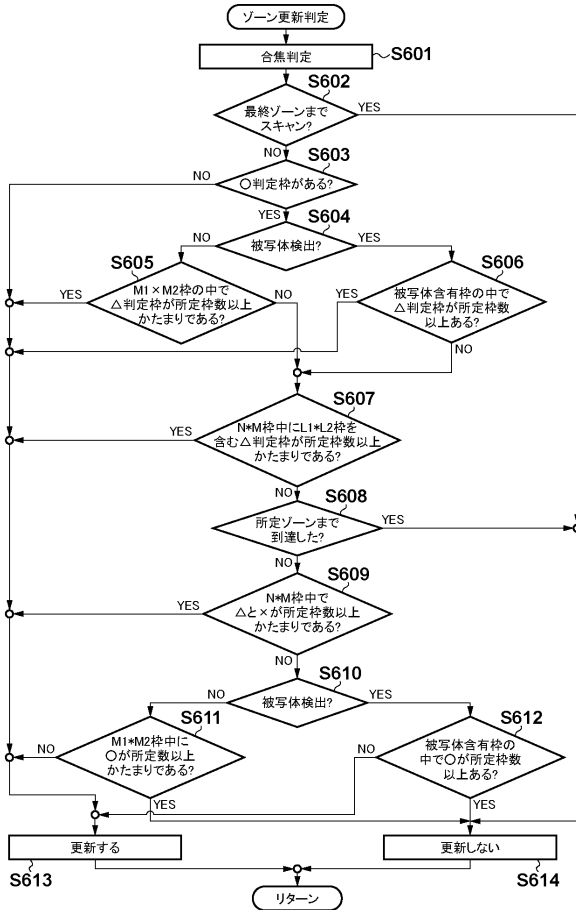 ゾーン更新判定
合焦判定
S601
S602
最終ゾーンまで
スキャン?
YES
NO
S603
NO
〇判定枠がある?
YES
S604
NO
被写体検出?
YES
S605
M1×M2枠の中で
△判定枠が所定枠数以上
かたまりである?
YES
NO
S606
被写体含有枠の中で
△判定枠が所定枠数
以上ある?
YES
NO
S607
N*M枠中にL1*L2枠を
含む△判定枠が所定枠数以上
かたまりである?
YES
NO
S608
所定ゾーンまで
到達した?
YES
NO
S609
N*M枠中で
△と×が所定枠数以上
かたまりである?
YES
NO
S610
NO
被写体検出?
YES
S611
M1*M2枠中に
〇が所定数以上
かたまりである?
NO
YES
S612
被写体含有枠の
中で〇が所定枠数
以上ある?
NO
YES
更新する
S613
更新しない
S614
リターン